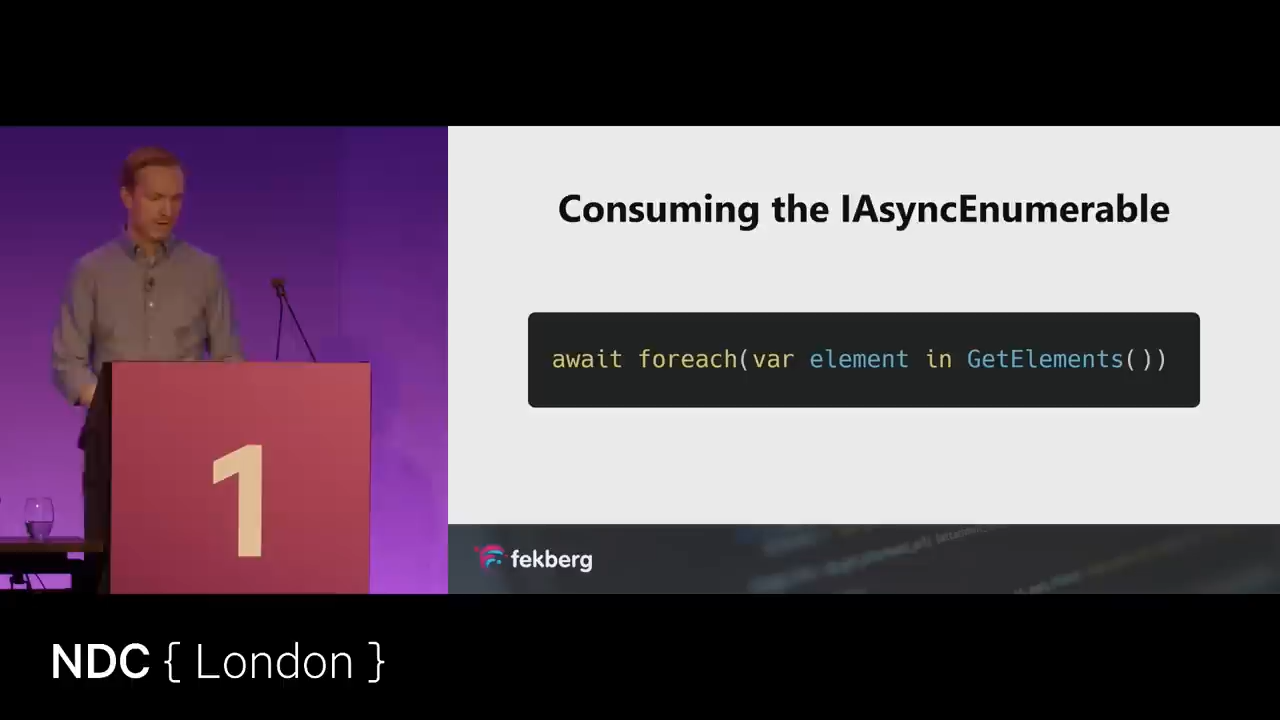 Consuming the IAsyncEnumerable
await foreach(var element in GetElements())
1
fekberg
NDC { London }